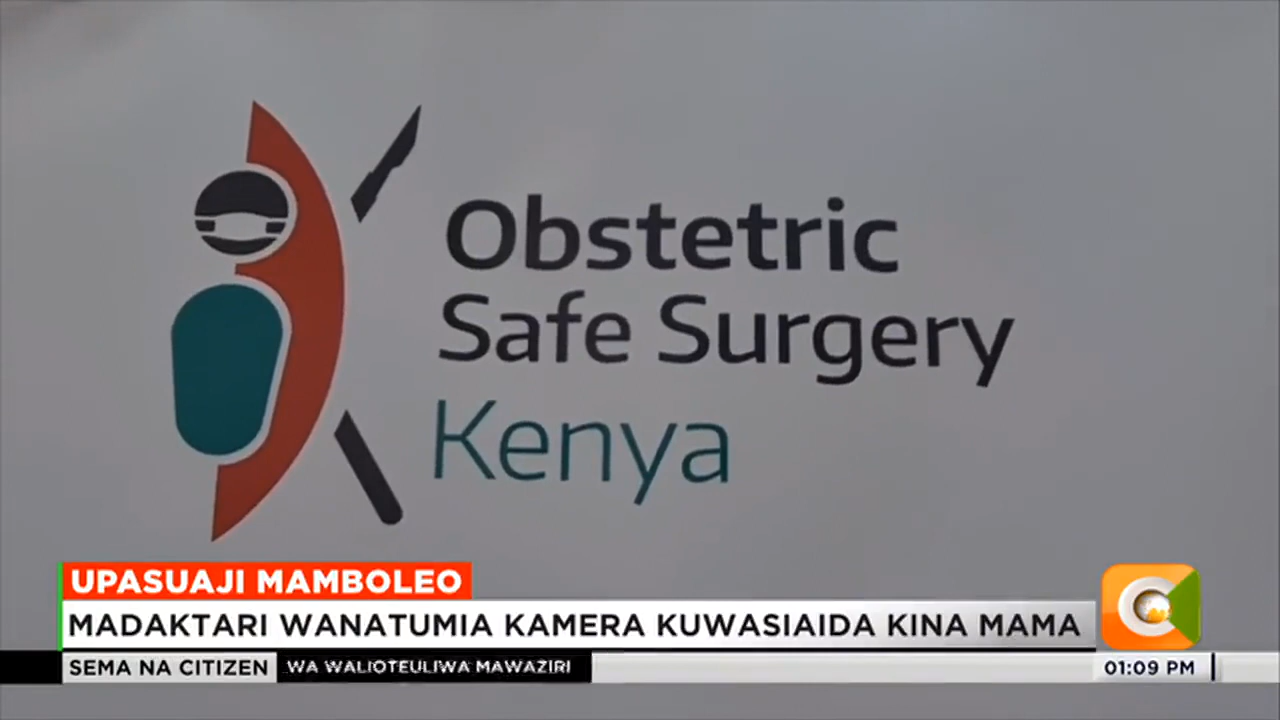 Obstetric
Safe Surgery
Kenya
UPASUAJI MAMBOLEO
MADAKTARI WANATUMIA KAMERA KUWASIAIDA KINA MAMA
SEMA NA CITIZEN
WA WALIOTEULIWA MAWAZIRI
01:09 PM